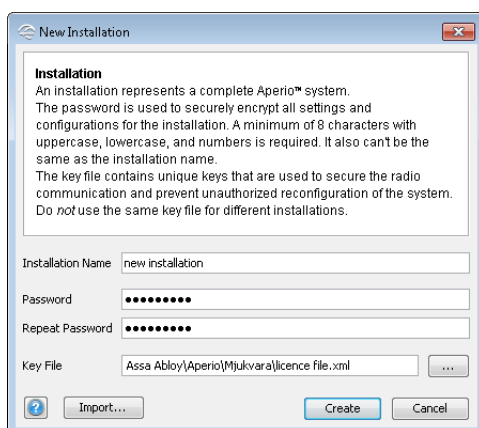 New Installation
Installation
An installation represents a complete Aperio™ system.
The password is used to securely encrypt all settings and
configurations for the installation. A minimum of 8 characters with
uppercase, lowercase, and numbers is required. It also can't be the
same as the installation name.
The key file contains unique keys that are used to secure the radio
communication and prevent unauthorized reconfiguration of the system.
Do not use the same key file for different installations.
Installation Name new installation
Password ●●●●●●●●●
Repeat Password ●●●●●●●●●
Key File Assa Abloy\Aperio\Mjukvara\licence file.xml ...
? Import... Create Cancel